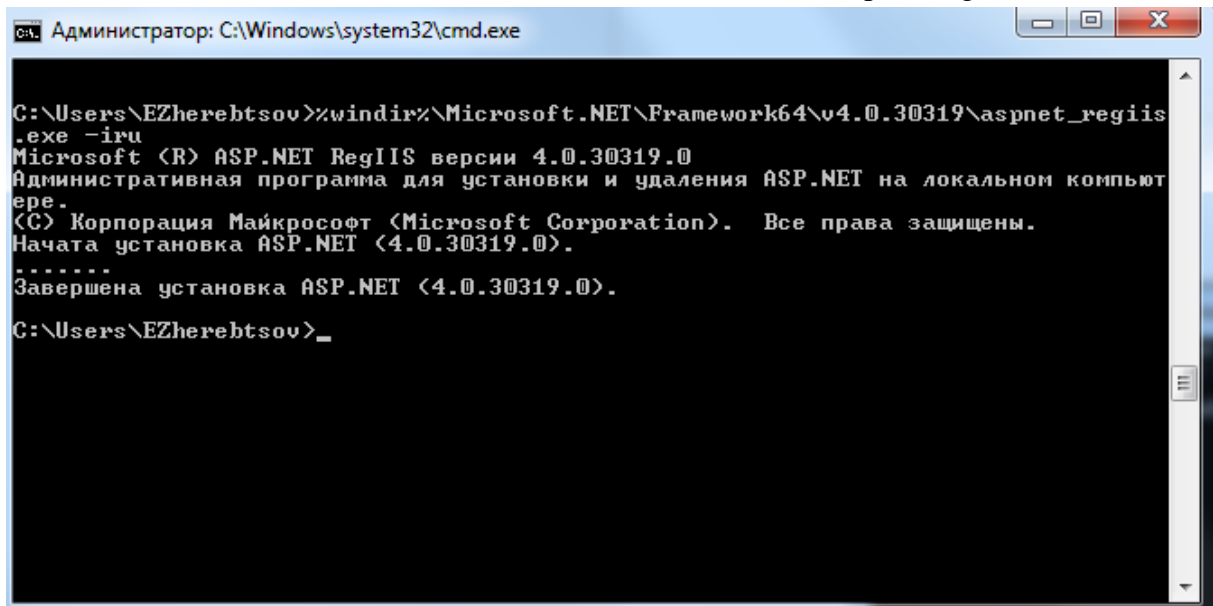 Администратор: C:\Windows\system32\cmd.exe
C:\Users\EZherebtsov>%windir%\Microsoft.NET\Framework64\v4.0.30319\aspnet_regiis
.exe -iru
Microsoft (R) ASP.NET RegIIS версии 4.0.30319.0
Административная программа для установки и удаления ASP.NET на локальном компьют
ере.
(C) Корпорация Майкрософт (Microsoft Corporation).  Все права защищены.
Начата установка ASP.NET (4.0.30319.0).
.......
Завершена установка ASP.NET (4.0.30319.0).
C:\Users\EZherebtsov>_